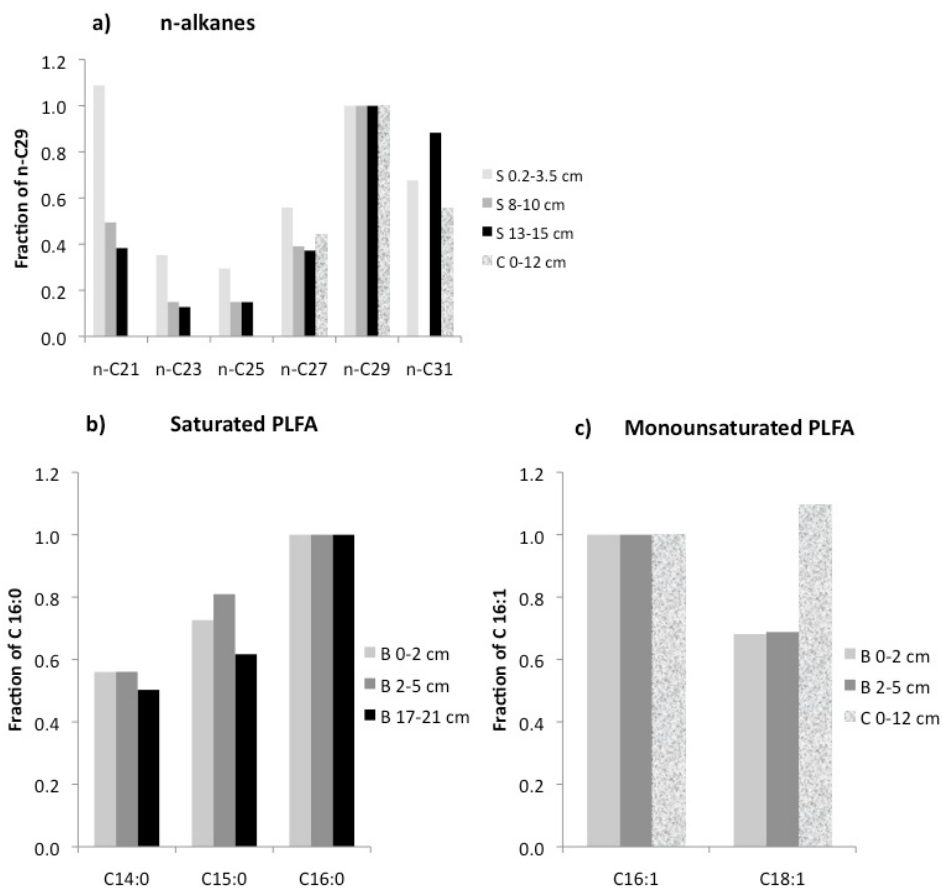 a) n-alkanes
Fraction of n-C29
1.2
1.0
0.8
0.6
0.4
0.2
0.0
n-C21 n-C23 n-C25 n-C27 n-C29 n-C31
S 0.2-3.5 cm
S 8-10 cm
S 13-15 cm
C 0-12 cm
b) Saturated PLFA
Fraction of C 16:0
1.2
1.0
0.8
0.6
0.4
0.2
0.0
C14:0 C15:0 C16:0
B 0-2 cm
B 2-5 cm
B 17-21 cm
c) Monounsaturated PLFA
Fraction of C 16:1
1.2
1.0
0.8
0.6
0.4
0.2
0.0
C16:1 C18:1
B 0-2 cm
B 2-5 cm
C 0-12 cm